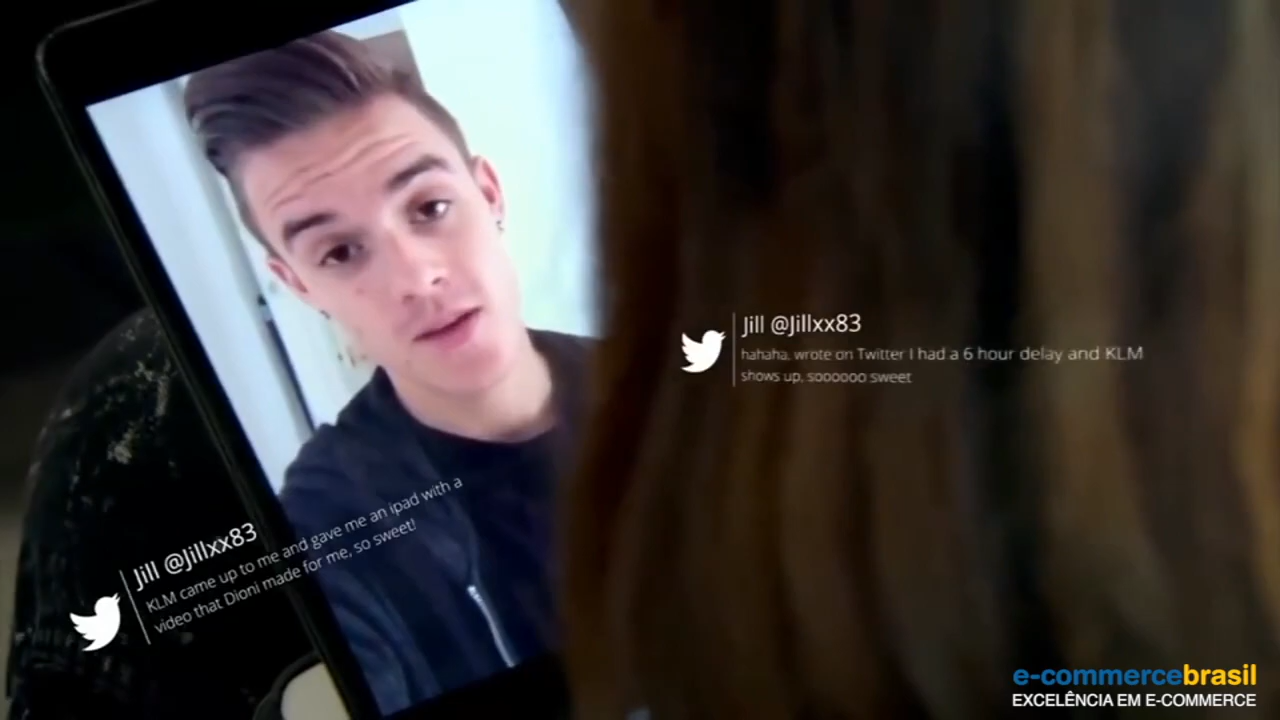 Jill @Jillxx83
hahaha, wrote on Twitter I had a 6 hour delay and KLM
shows up, soooooo sweet
Jill @Jillxx83
KLM came up to me and gave me an ipad with a
video that Dioni made for me, so sweet!
e-commercebrasil
EXCELÊNCIA EM E-COMMERCE